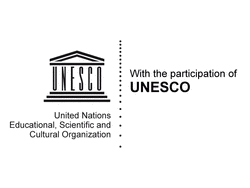 UNESCO
United Nations
Educational, Scientific and
Cultural Organization
With the participation of
UNESCO